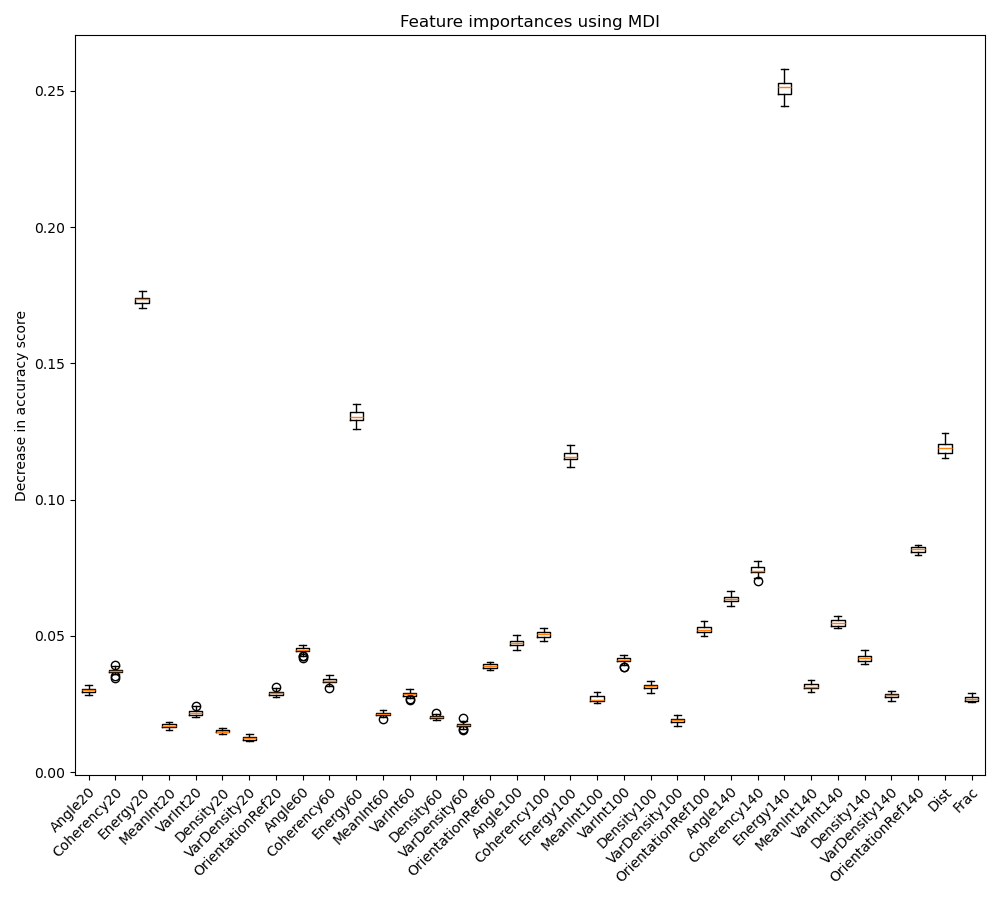 Feature importances using MDI
Decrease in accuracy score
0.25
0.20
0.15
0.10
0.05
0.00
Angle20
Coherency20
Energy20
MeanInt20
VarInt20
Density20
VarDensity20
OrientationRef20
Angle60
Coherency60
Energy60
MeanInt60
VarInt60
Density60
VarDensity60
OrientationRef60
Angle100
Coherency100
Energy100
MeanInt100
VarInt100
Density100
VarDensity100
OrientationRef100
Angle140
Coherency140
Energy140
MeanInt140
VarInt140
Density140
VarDensity140
OrientationRef140
Dist
Frac